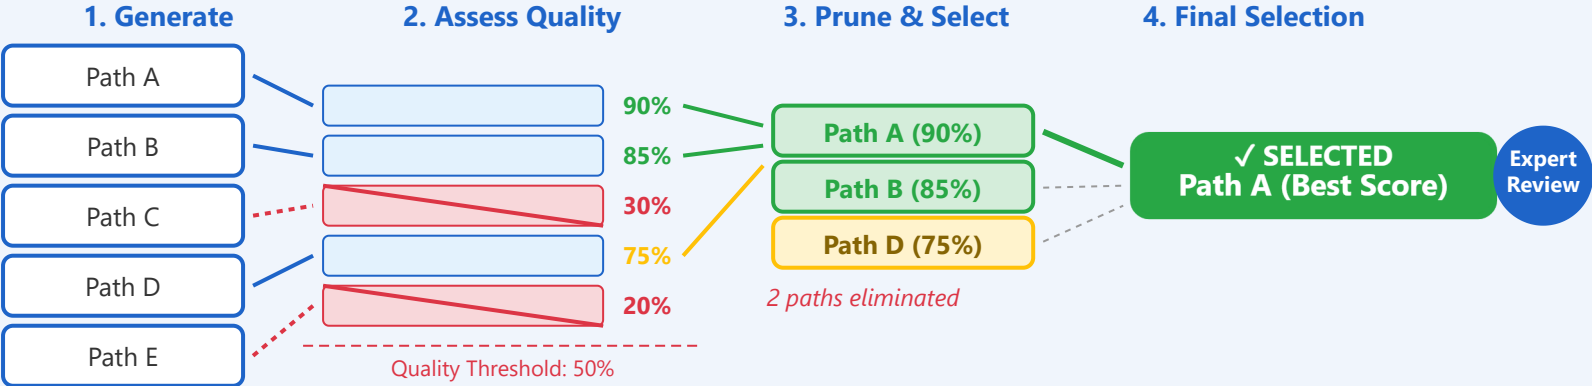 1. Generate
2. Assess Quality
3. Prune & Select
4. Final Selection
Path A
Path B
Path C
Path D
Path E
90%
85%
30%
75%
20%
Quality Threshold: 50%
Path A (90%)
Path B (85%)
Path D (75%)
2 paths eliminated
✓ SELECTED
Path A (Best Score)
Expert
Review